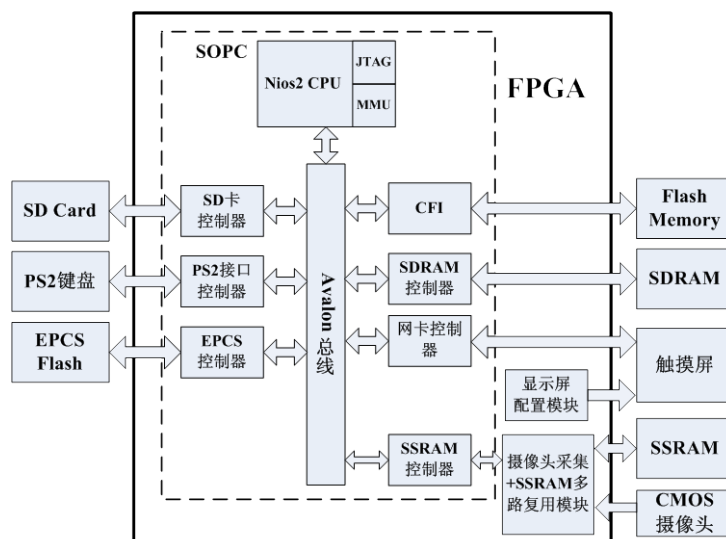 SOPC
Nios2 CPU
JTAG
MMU
FPGA
SD Card
SD卡
控制器
CFI
Flash
Memory
PS2键盘
PS2接口
控制器
Avalon 总线
SDRAM
控制器
SDRAM
EPCS
Flash
EPCS
控制器
网卡控制
器
触摸屏
显示屏
配置模块
SSRAM
控制器
摄像头采集
+SSRAM多
路复用模块
SSRAM
CMOS
摄像头